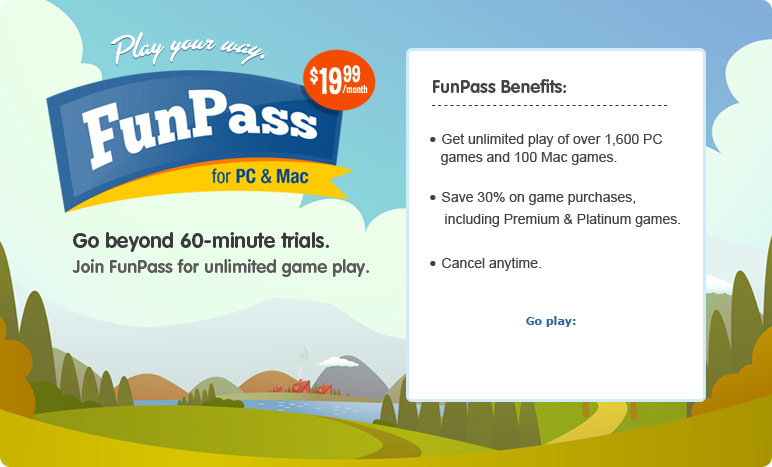 Play your way.
$19.99
/month
FunPass
for PC & Mac
Go beyond 60-minute trials.
Join FunPass for unlimited game play.
FunPass Benefits:
• Get unlimited play of over 1,600 PC
games and 100 Mac games.
• Save 30% on game purchases,
including Premium & Platinum games.
• Cancel anytime.
Go play: